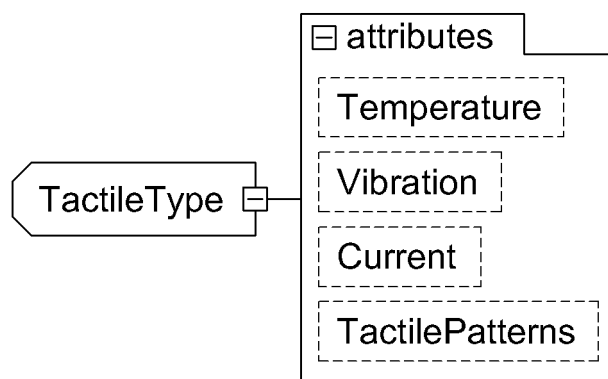 attributes
Temperature
Vibration
TactileType
Current
TactilePatterns